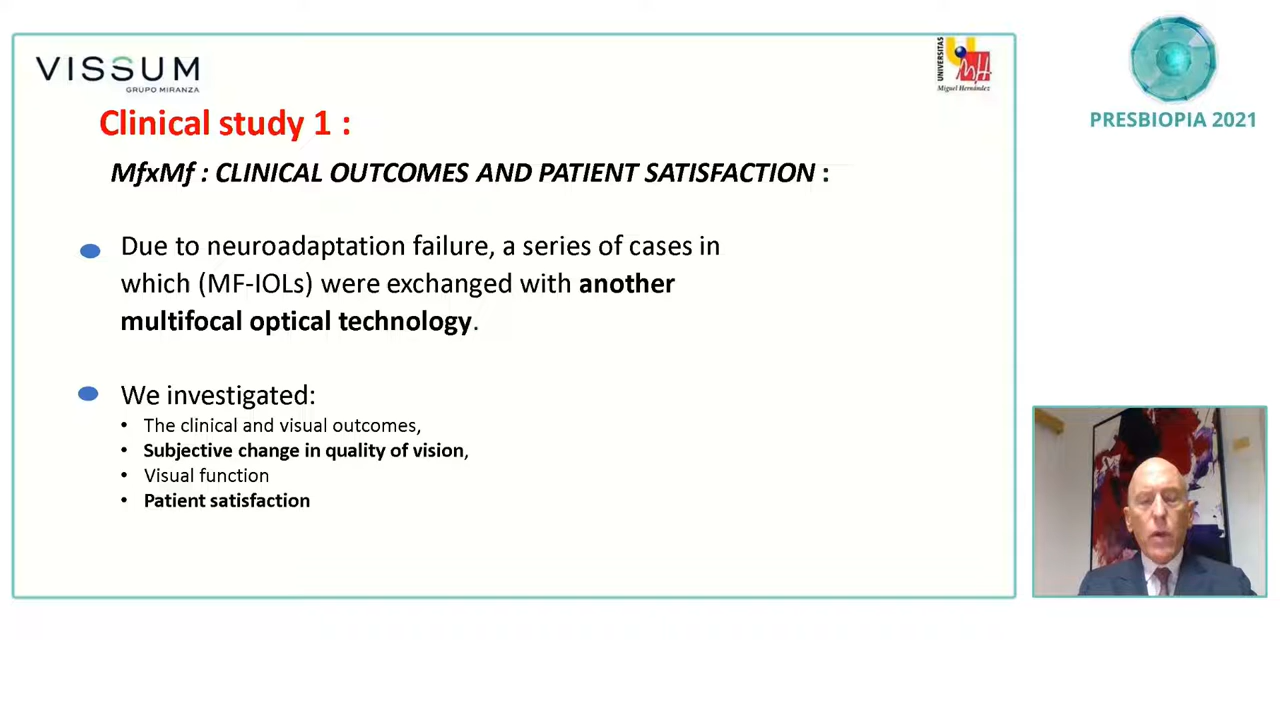 VISSUM
GRUPO MIRANZA
UNIVERSITAS
Miguel Hernández
PRESBIOPIA 2021
Clinical study 1 :
MfxMf : CLINICAL OUTCOMES AND PATIENT SATISFACTION :
Due to neuroadaptation failure, a series of cases in
which (MF-IOLs) were exchanged with another
multifocal optical technology.
We investigated:
• The clinical and visual outcomes,
• Subjective change in quality of vision,
• Visual function
• Patient satisfaction